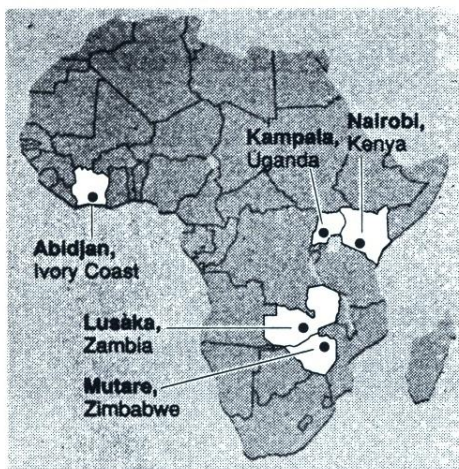 Kampala,
Uganda
Nairobi,
Kenya
Abidjan,
Ivory Coast
Lusaka,
Zambia
Mutare,
Zimbabwe